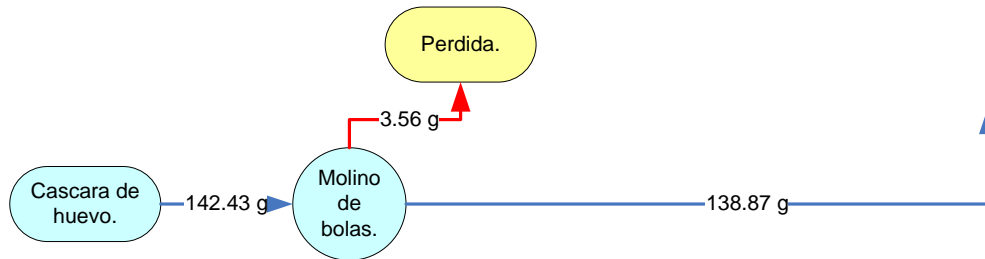 Perdida.
3.56 g
Cascara de
huevo.
142.43 g
Molino
de
bolas.
138.87 g